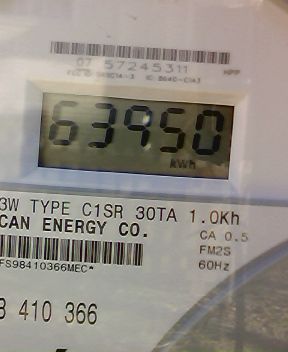 07 57245311
63950
kWh
3W TYPE C1SR 30TA 1.0Kh
CAN ENERGY CO.
CA 0.5
FM2S
60Hz
FS98410366MEC*
8 410 366